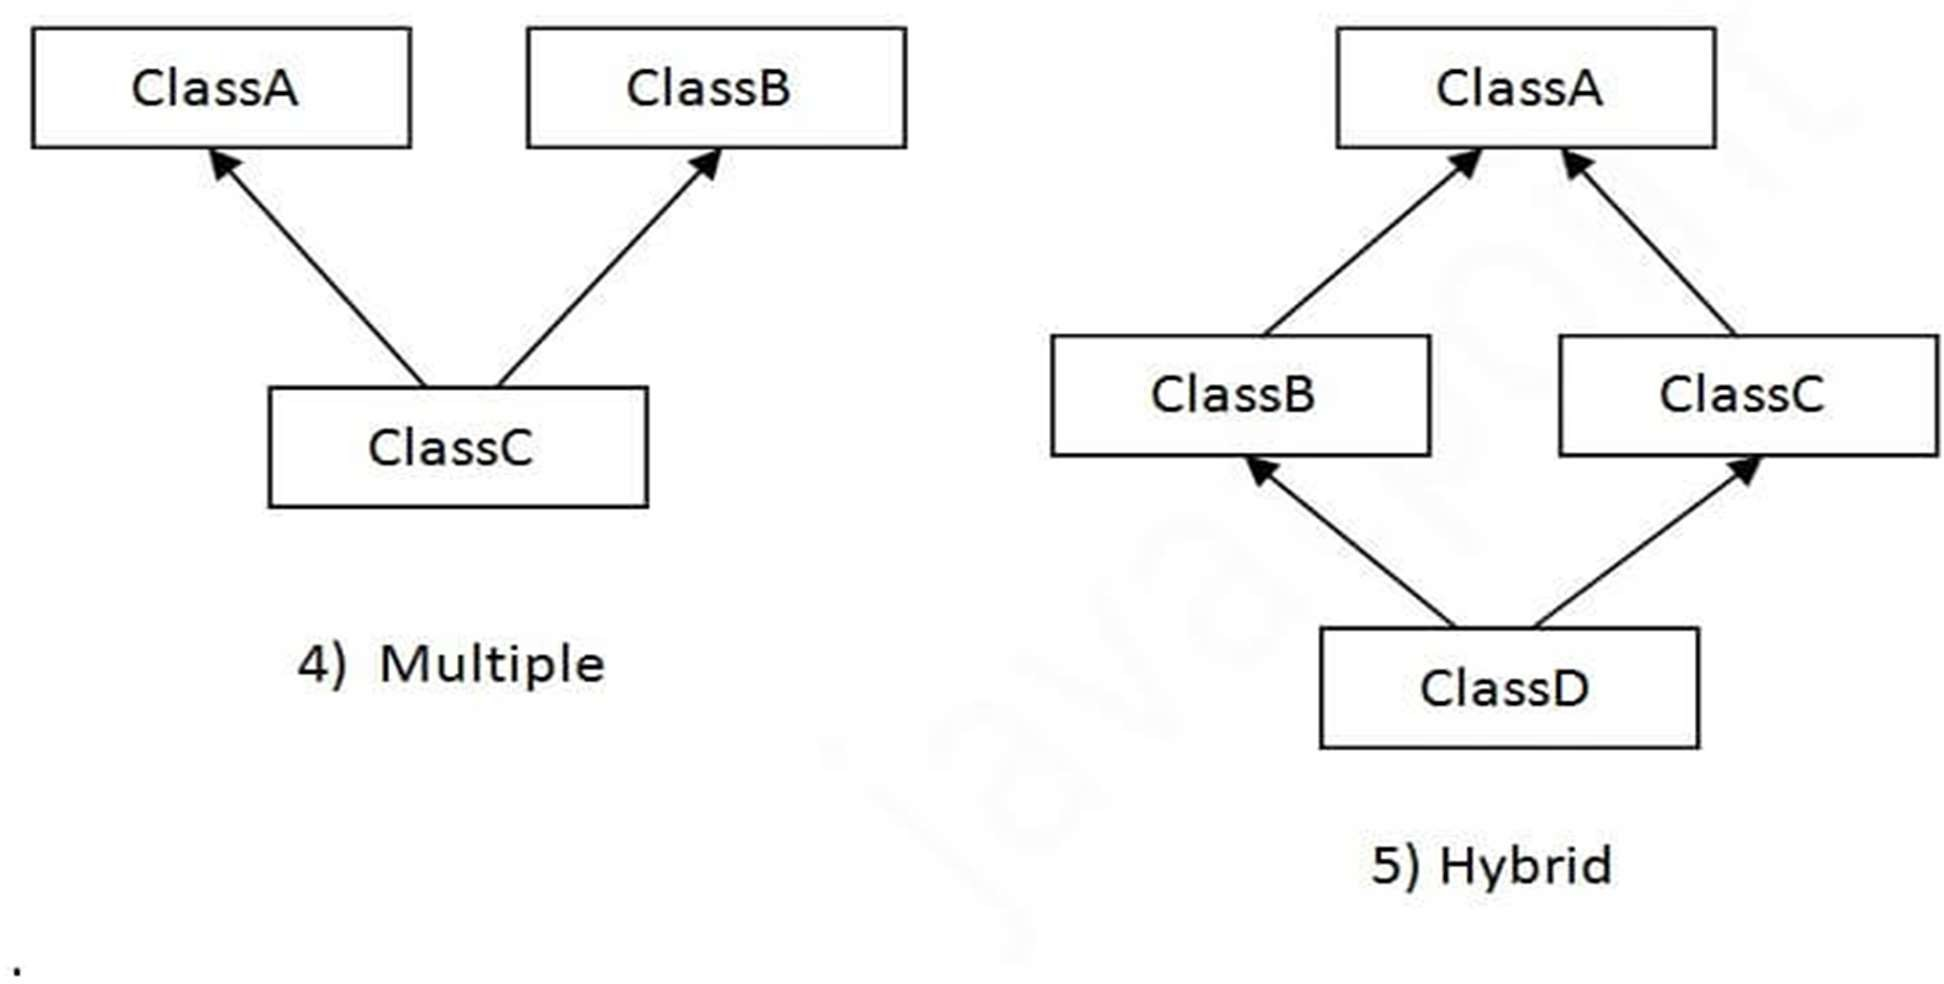 ClassA
ClassB
ClassC
4) Multiple
ClassA
ClassB
ClassC
ClassD
5) Hybrid
.